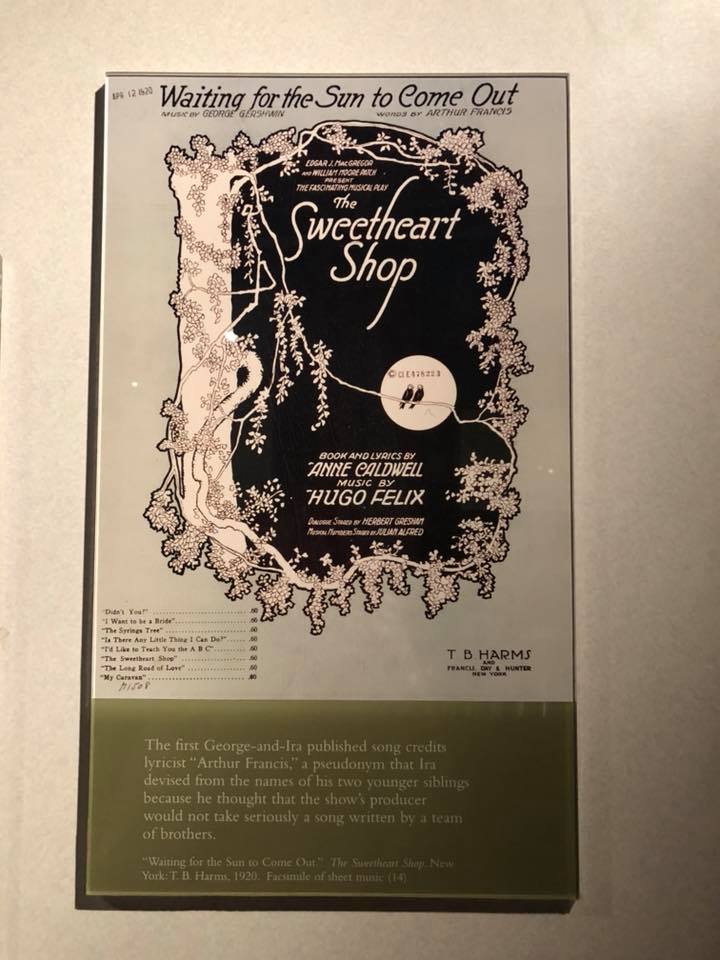 APR 12 1920
Waiting for the Sun to Come Out
MUSIC BY GEORGE GERSHWIN WORDS BY ARTHUR FRANCIS
EDGAR J. MACGREGOR
AND WILLIAM MOORE PATCH
PRESENT
THE FASCINATING MUSICAL PLAY
The
Sweetheart
Shop
© CLE478223
BOOK AND LYRICS BY
ANNE CALDWELL
MUSIC BY
HUGO FELIX
DIALOGUE STAGED BY HERBERT GRESHAM
MUSICAL NUMBERS STAGED BY JULIAN ALFRED
"Didn't You?" .60
"I Want to be a Bride" .60
"The Syringa Tree" .60
"Is There Any Little Thing I Can Do?" .60
"I'd Like to Teach You the A B C" .60
"The Sweetheart Shop" .60
"The Long Road of Love" .60
"My Caravan" .60
M1508
T B HARMS
AND
FRANCIS, DAY & HUNTER
NEW YORK
The first George-and-Ira published song credits
lyricist "Arthur Francis," a pseudonym that Ira
devised from the names of his two younger siblings
because he thought that the show's producer
would not take seriously a song written by a team
of brothers.
"Waiting for the Sun to Come Out." The Sweetheart Shop. New
York: T. B. Harms, 1920. Facsimile of sheet music (14)